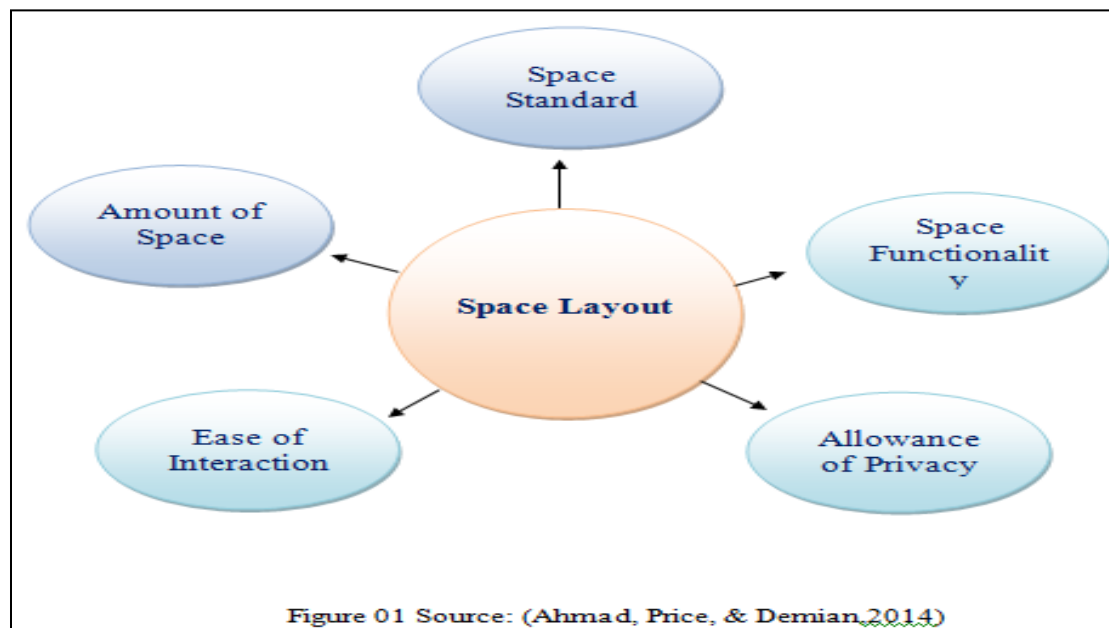 Space
Standard
Amount of
Space
Space
Functionalit
y
Space Layout
Ease of
Interaction
Allowance
of Privacy
Figure 01 Source: (Ahmad, Price, & Demian,2014)